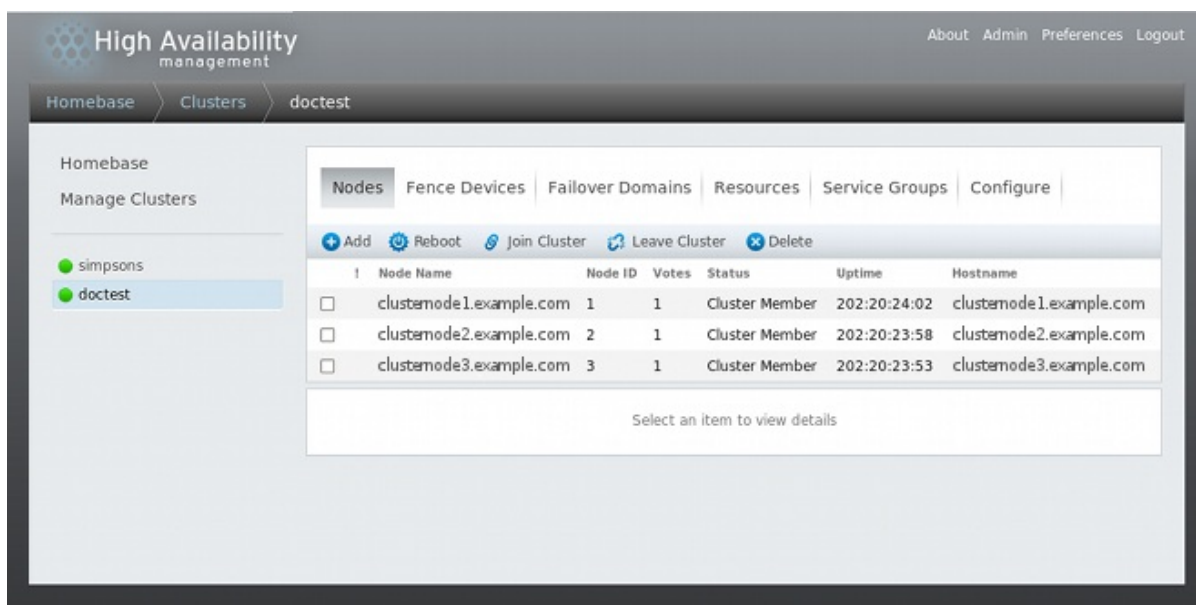 High Availability
management
About Admin Preferences Logout
Homebase Clusters doctest
Homebase
Manage Clusters
simpsons
doctest
Nodes Fence Devices Failover Domains Resources Service Groups Configure
Add Reboot Join Cluster Leave Cluster Delete
! Node Name Node ID Votes Status Uptime Hostname
clusternode1.example.com 1 1 Cluster Member 202:20:24:02 clusternode1.example.com
clusternode2.example.com 2 1 Cluster Member 202:20:23:58 clusternode2.example.com
clusternode3.example.com 3 1 Cluster Member 202:20:23:53 clusternode3.example.com
Select an item to view details